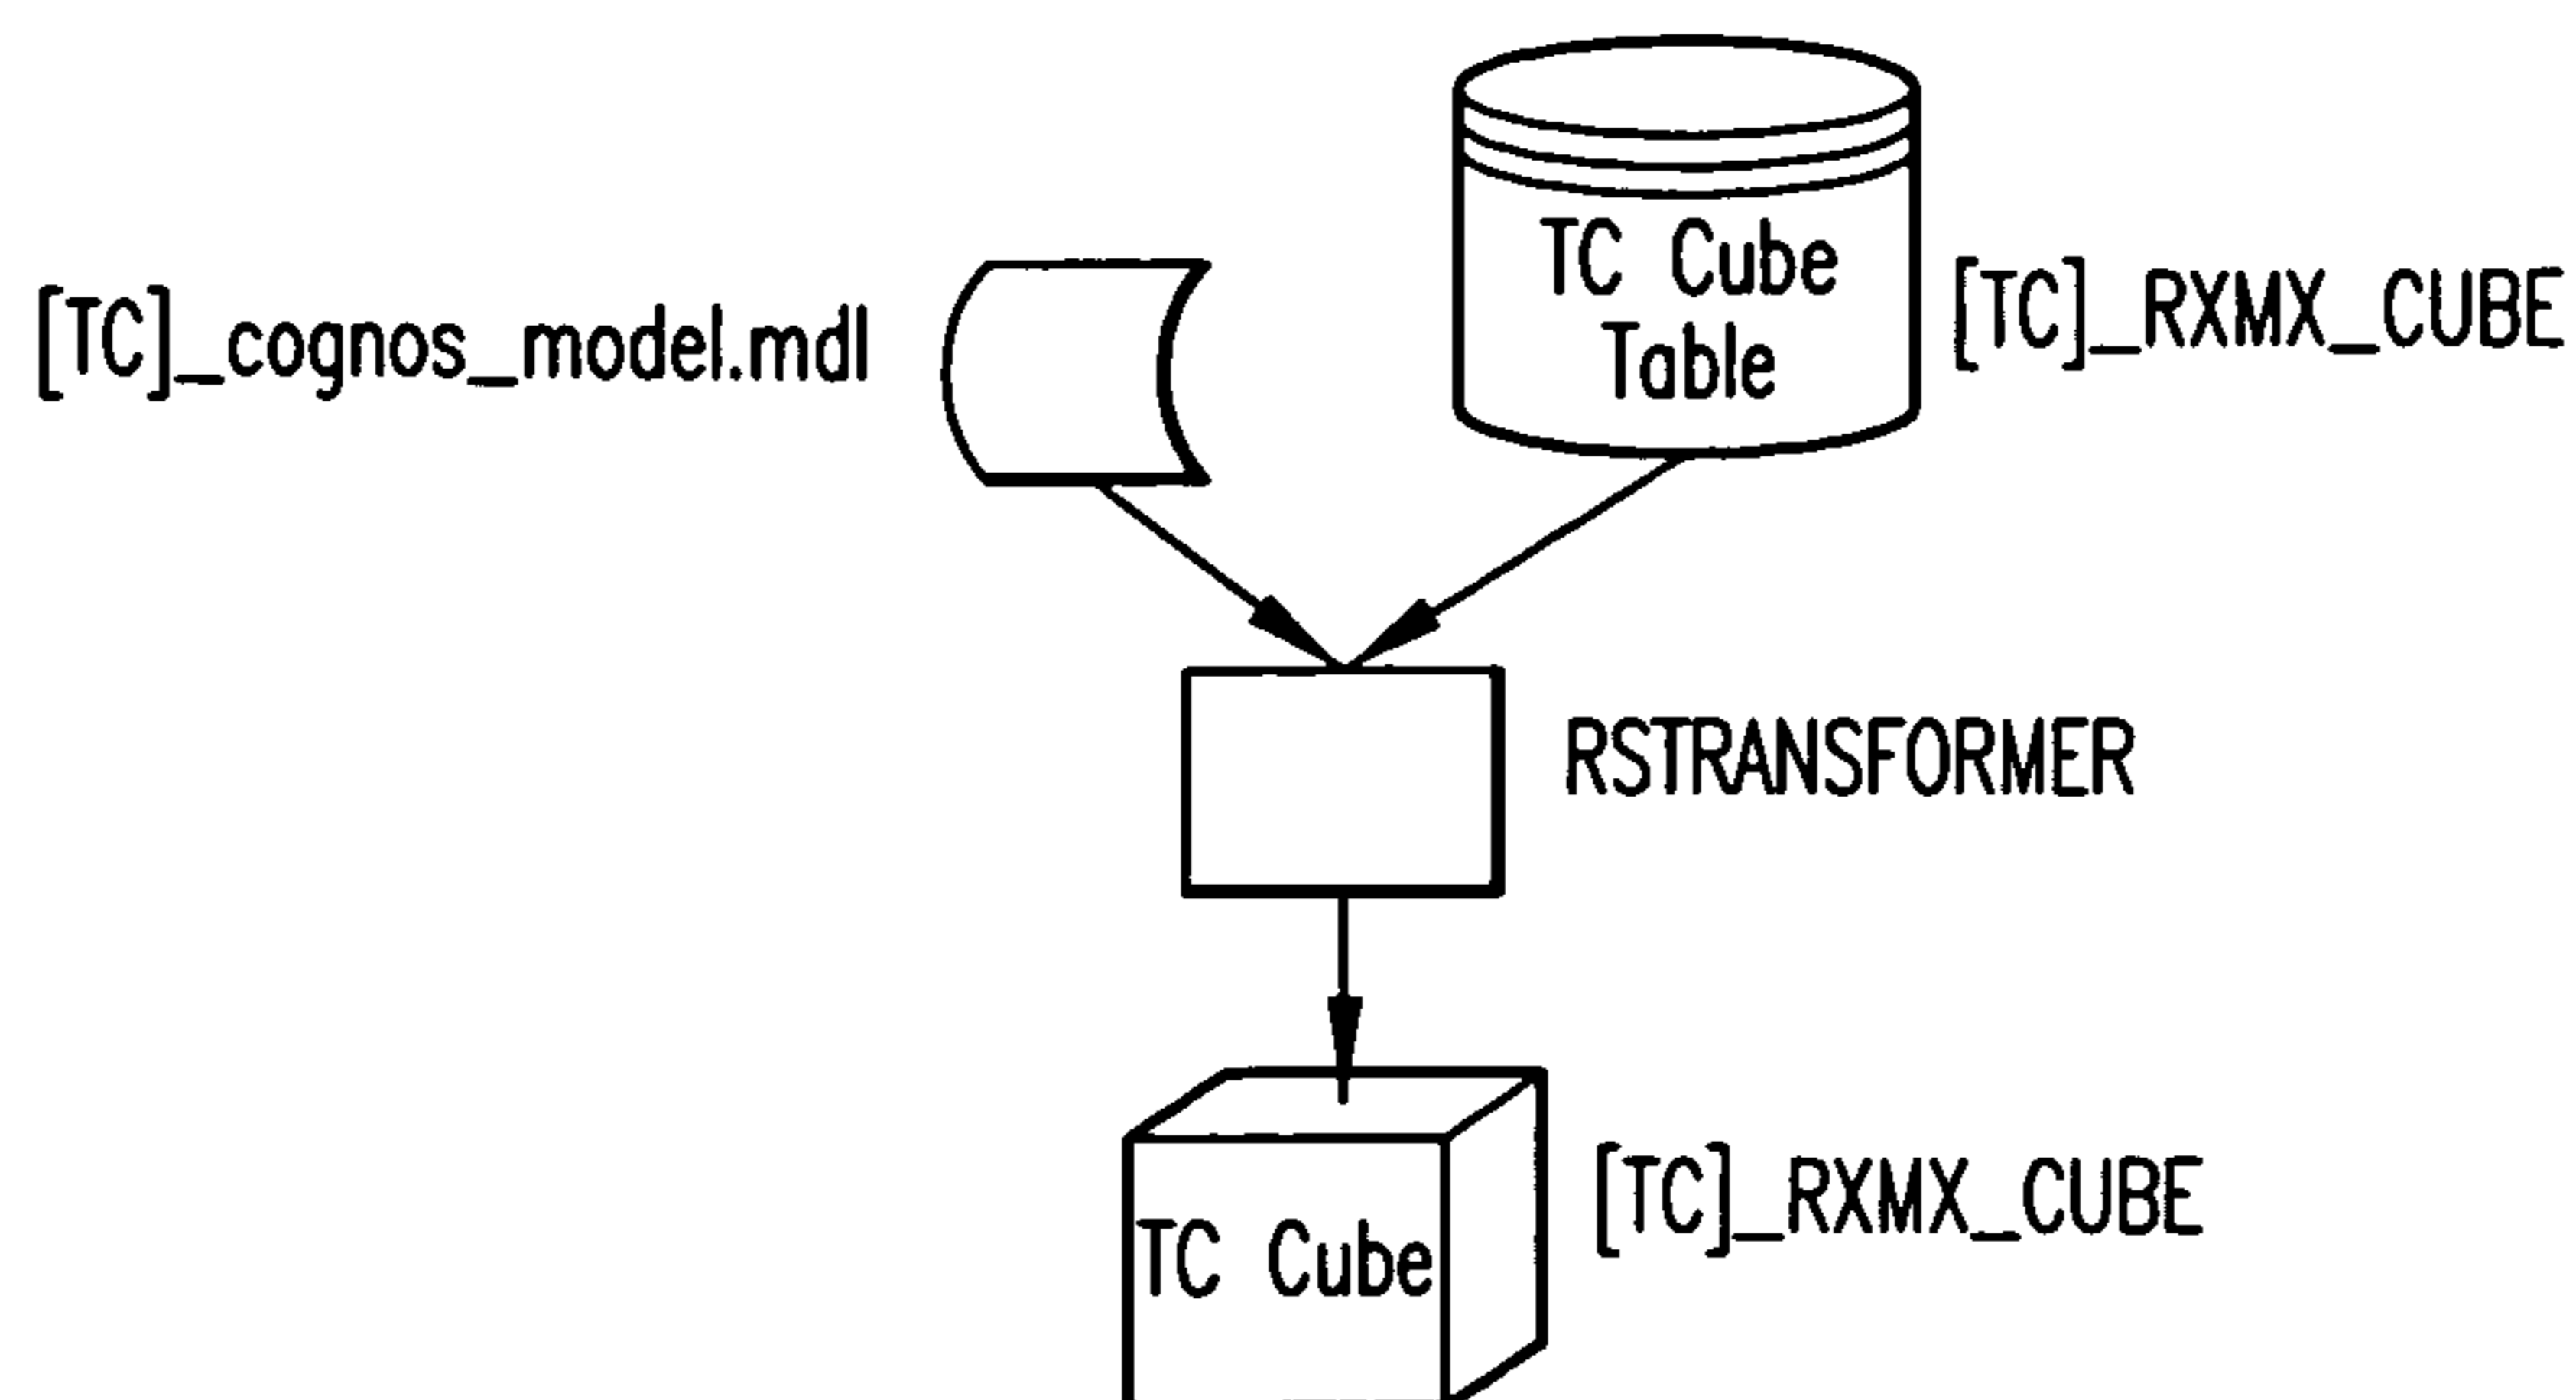 TC Cube
Table
[TC]_cognos_model.mdl
[TC]_RXMX_CUBE
RSTRANSFORMER
[TC]_RXMX_CUBE
TC Cube